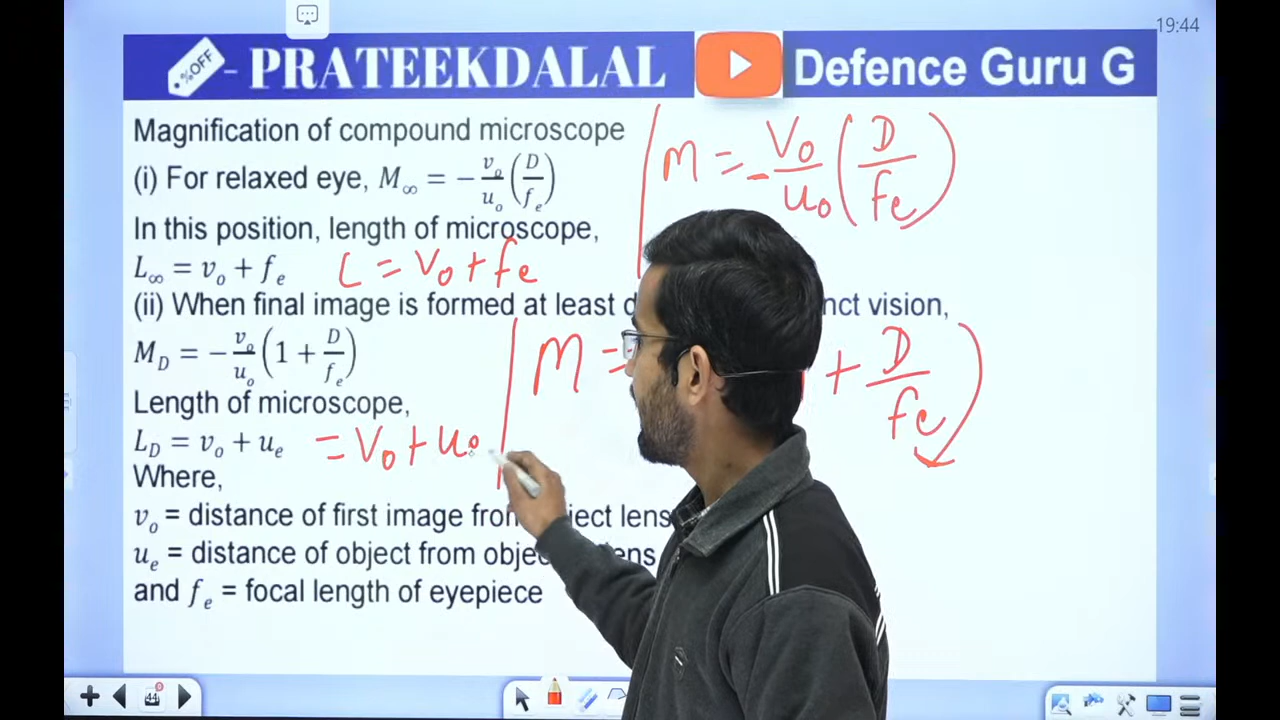 19:44
%OFF - PRATEEKDALAL Defence Guru G
Magnification of compound microscope
(i) For relaxed eye, M∞ = −v₀/u₀ (D/fₑ)
M = -V₀/u₀ (D/fe)
In this position, length of microscope,
L∞ = v₀ + fₑ
L = V₀ + fe
(ii) When final image is formed at least d nct vision,
M_D = −v₀/u₀ (1 + D/fₑ)
M = + D/fe)
Length of microscope,
L_D = v₀ + uₑ
= V₀ + u₀
Where,
v₀ = distance of first image from ject lens
uₑ = distance of object from objec ens
and fₑ = focal length of eyepiece
44